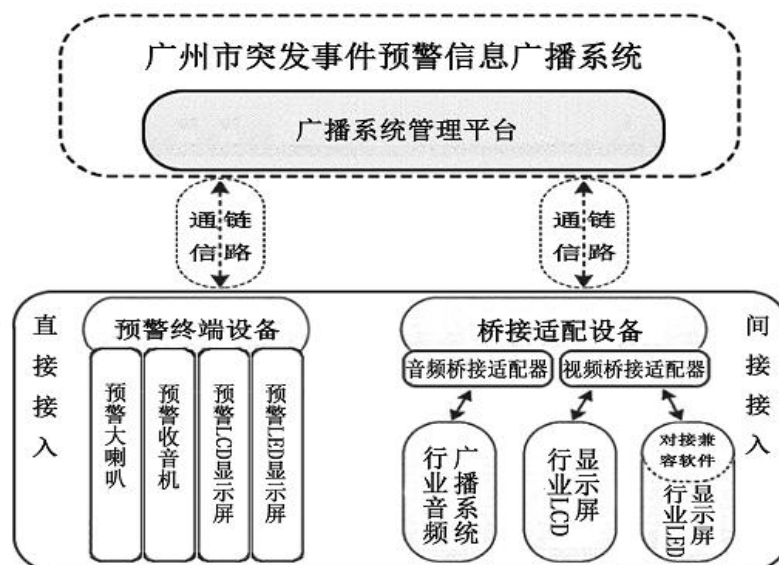 广州市突发事件预警信息广播系统
广播系统管理平台
通信链路
通信链路
直接接入
预警终端设备
预警大喇叭
预警收音机
预警LCD显示屏
预警LED显示屏
桥接适配设备
音频桥接适配器
视频桥接适配器
行业音频
广播系统
行业LCD
显示屏
对接兼
容软件
行业LED
显示屏
间接接入